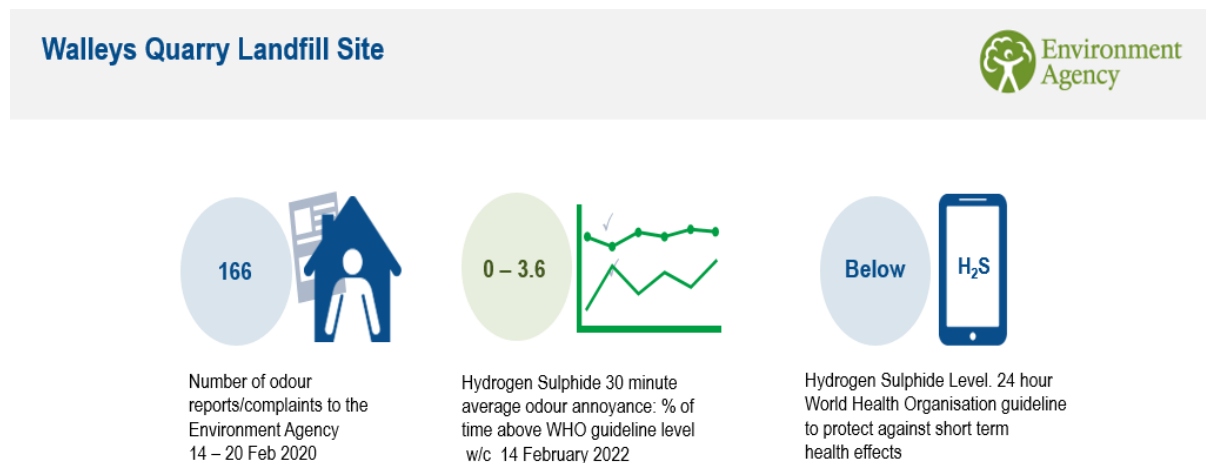 Walleys Quarry Landfill Site
Environment
Agency
166
0 – 3.6
Below
H₂S
Number of odour
reports/complaints to the
Environment Agency
14 – 20 Feb 2020
Hydrogen Sulphide 30 minute
average odour annoyance: % of
time above WHO guideline level
w/c 14 February 2022
Hydrogen Sulphide Level. 24 hour
World Health Organisation guideline
to protect against short term
health effects